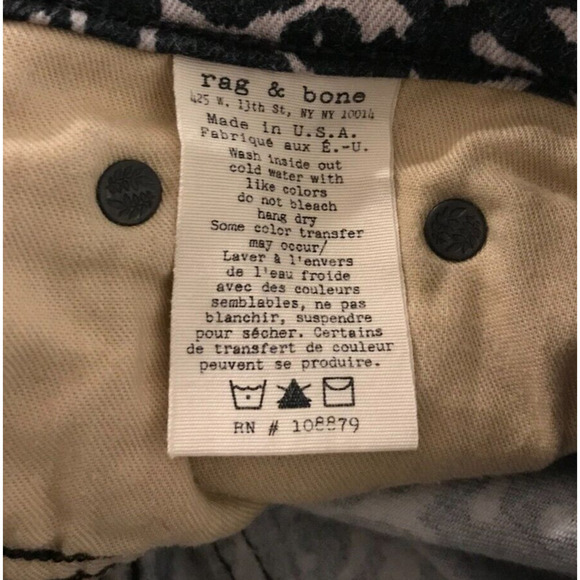 rag & bone
425 W. 13th St, NY NY 10014
Made in U.S.A.
Fabriqué aux É.-U.
Wash inside out
cold water with
like colors
do not bleach
hang dry
Some color transfer
may occur/
Laver à l'envers
de l'eau froide
avec des couleurs
semblables, ne pas
blanchir, suspendre
pour sécher. Certains
de transfert de couleur
peuvent se produire.
RN # 108879